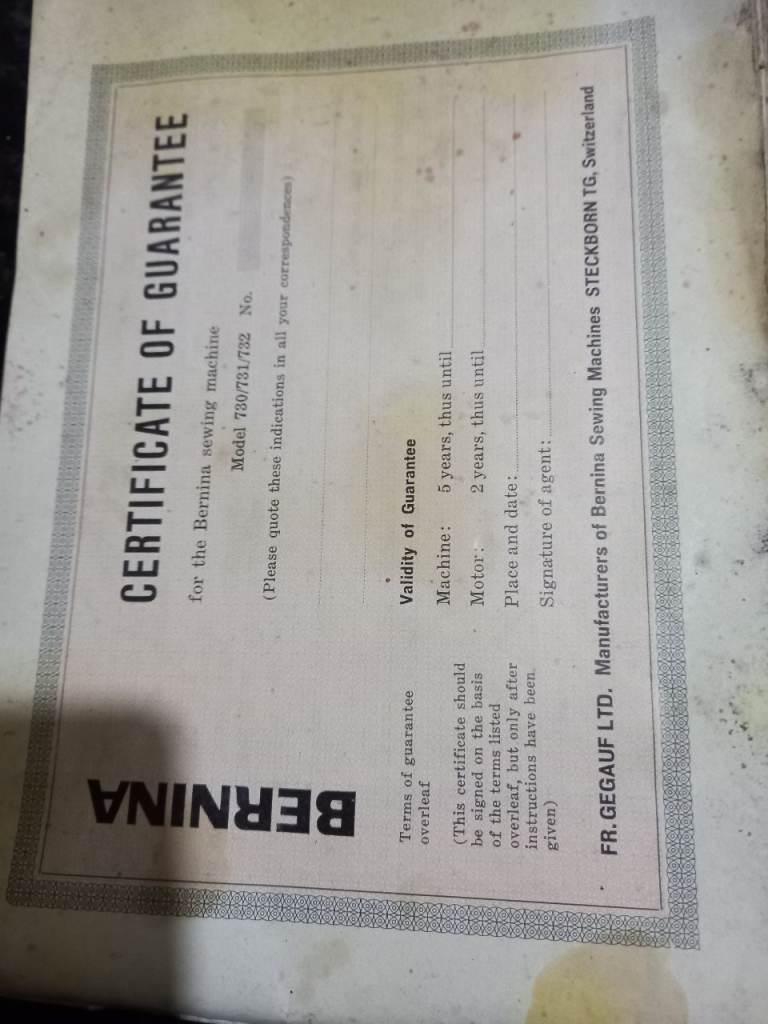 BERNINA
CERTIFICATE OF GUARANTEE
for the Bernina sewing machine
Model 730/731/732 No.
(Please quote these indications in all your correspondences)
Terms of guarantee
overleaf
(This certificate should
be signed on the basis
of the terms listed
overleaf, but only after
instructions have been
given)
Validity of Guarantee
Machine: 5 years, thus until
Motor: 2 years, thus until
Place and date:
Signature of agent:
FR. GEGAUF LTD. Manufacturers of Bernina Sewing Machines STECKBORN TG, Switzerland